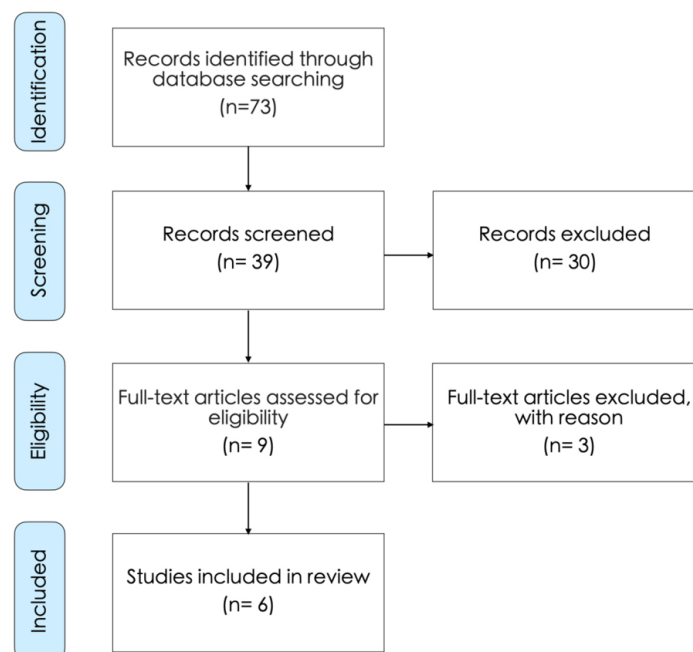 Identification
Records identified through
database searching
(n=73)
Screening
Records screened
(n= 39)
Records excluded
(n= 30)
Eligibility
Full-text articles assessed for
eligibility
(n= 9)
Full-text articles excluded,
with reason
(n= 3)
Included
Studies included in review
(n= 6)